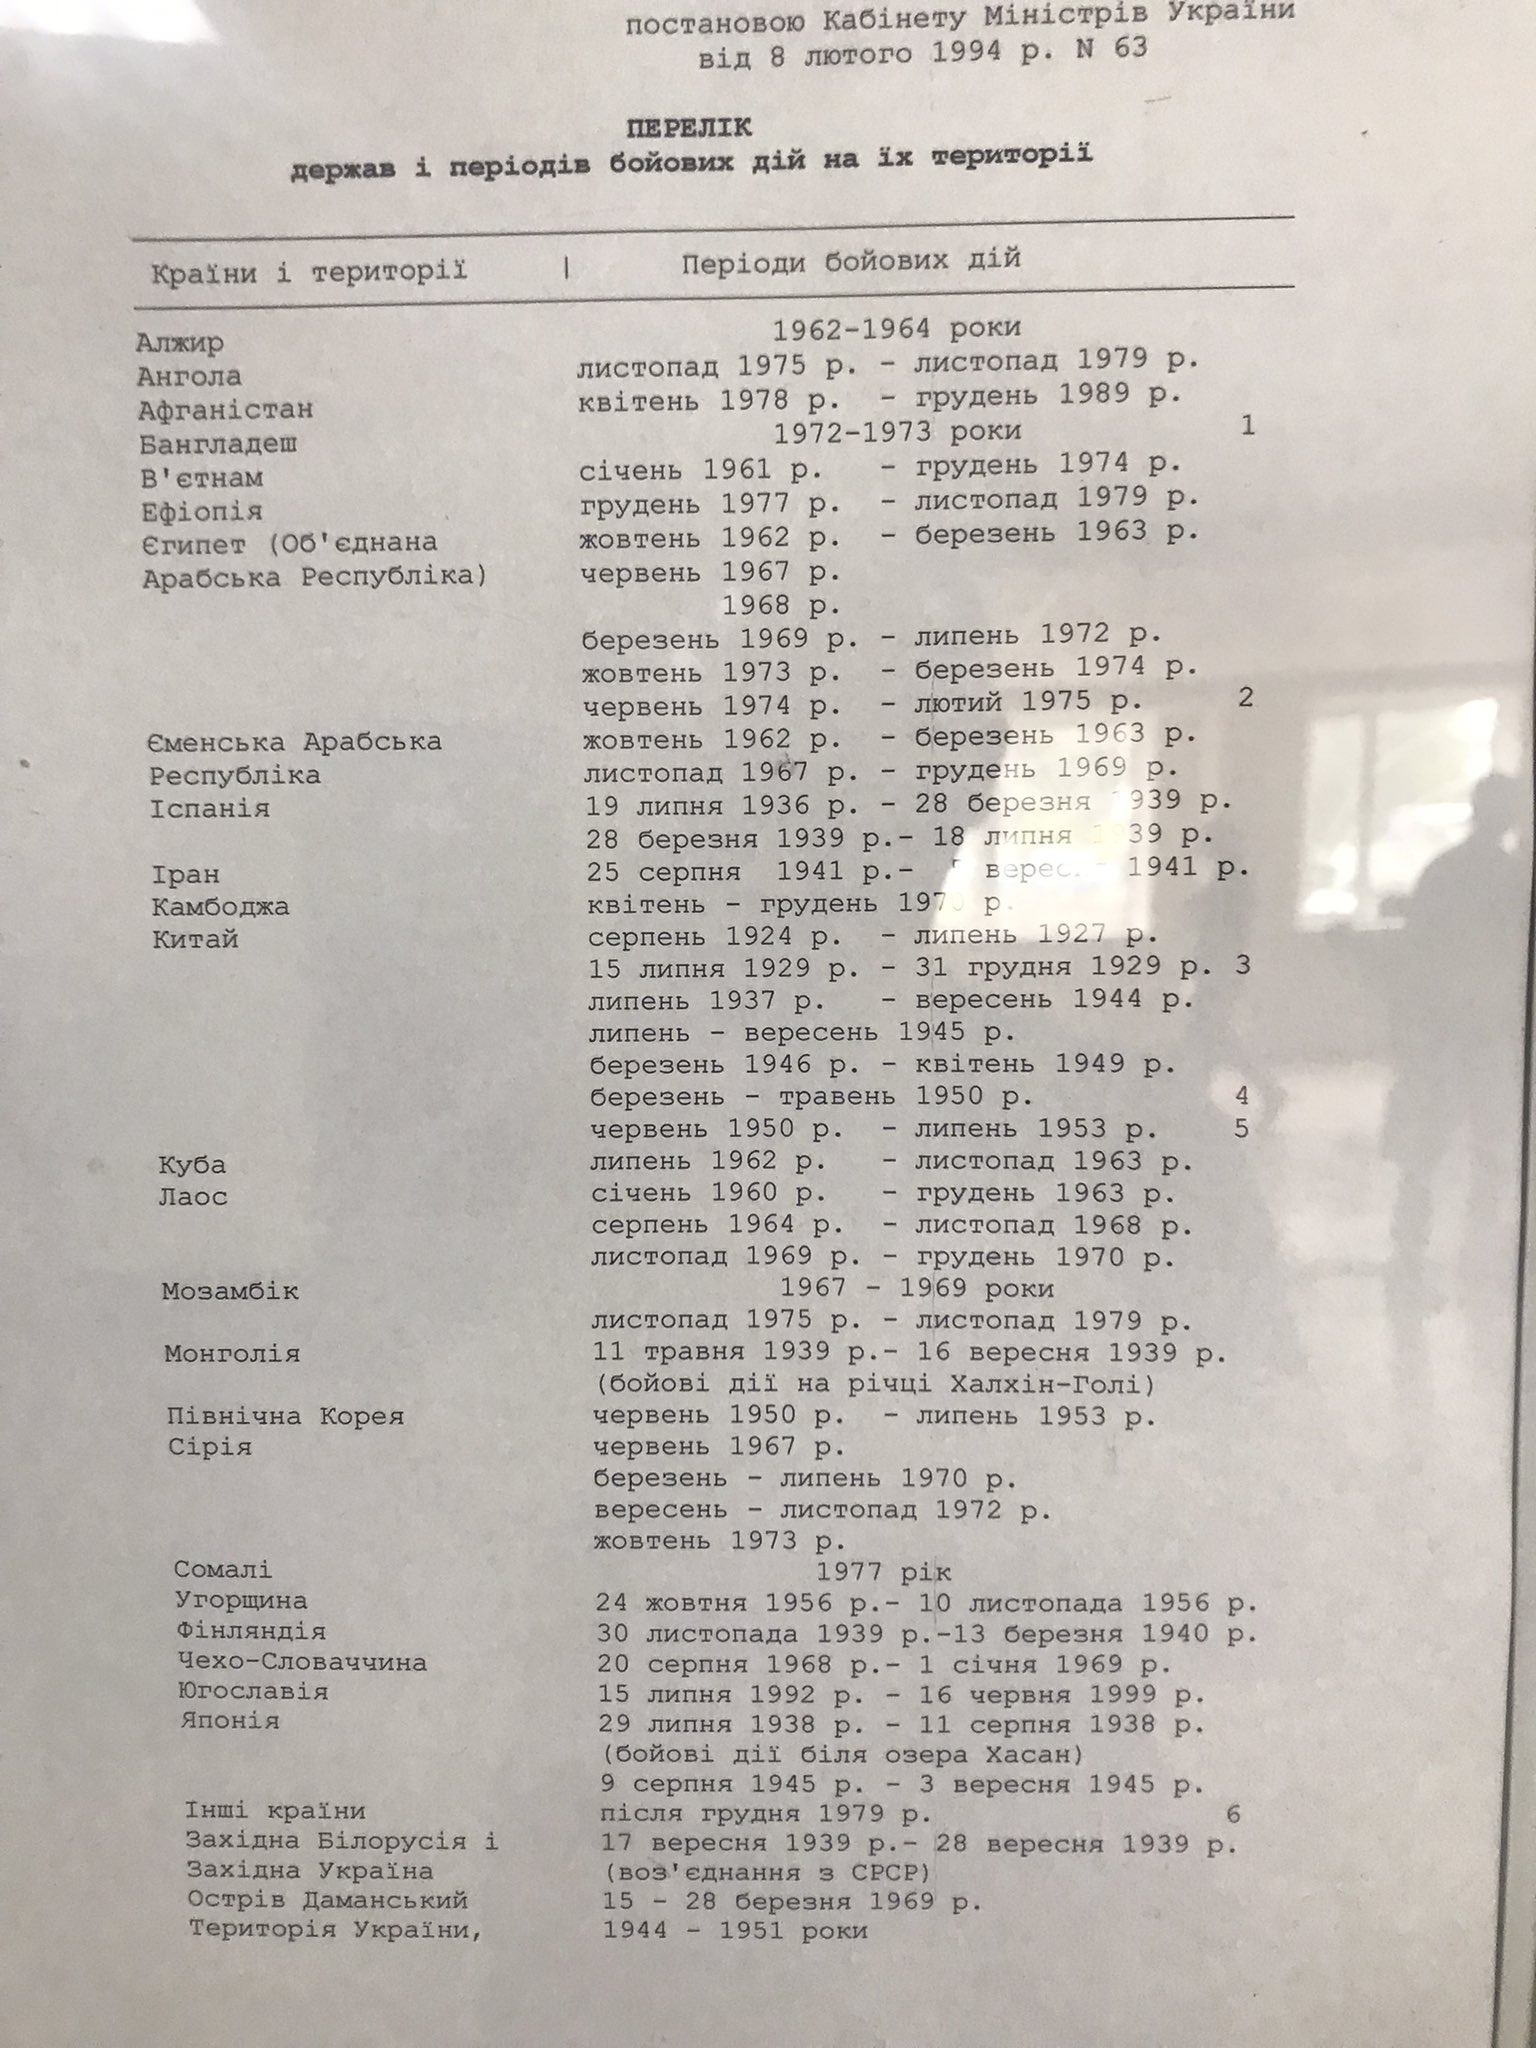 постановою Кабінету Міністрів України
від 8 лютого 1994 р. N 63
ПЕРЕЛІК
держав і періодів бойових дій на їх території
Країни і території | Періоди бойових дій
Алжир 1962-1964 роки
Ангола листопад 1975 р. - листопад 1979 р.
Афганістан квітень 1978 р. - грудень 1989 р.
Бангладеш 1972-1973 роки 1
В'єтнам січень 1961 р. - грудень 1974 р.
Ефіопія грудень 1977 р. - листопад 1979 р.
Єгипет (Об'єднана жовтень 1962 р. - березень 1963 р.
Арабська Республіка) червень 1967 р.
1968 р.
березень 1969 р. - липень 1972 р.
жовтень 1973 р. - березень 1974 р.
червень 1974 р. - лютий 1975 р. 2
Єменська Арабська жовтень 1962 р. - березень 1963 р.
Республіка листопад 1967 р. - грудень 1969 р.
Іспанія 19 липня 1936 р. - 28 березня 1939 р.
28 березня 1939 р.- 18 липня 1939 р.
Іран 25 серпня 1941 р.- 1941 р.
Камбоджа квітень - грудень 1970 р.
Китай серпень 1924 р. - липень 1927 р.
15 липня 1929 р. - 31 грудня 1929 р. 3
липень 1937 р. - вересень 1944 р.
липень - вересень 1945 р.
березень 1946 р. - квітень 1949 р.
березень - травень 1950 р. 4
червень 1950 р. - липень 1953 р. 5
Куба липень 1962 р. - листопад 1963 р.
Лаос січень 1960 р. - грудень 1963 р.
серпень 1964 р. - листопад 1968 р.
листопад 1969 р. - грудень 1970 р.
Мозамбік 1967 - 1969 роки
листопад 1975 р. - листопад 1979 р.
Монголія 11 травня 1939 р.- 16 вересня 1939 р.
(бойові дії на річці Халхін-Голі)
Північна Корея червень 1950 р. - липень 1953 р.
Сірія червень 1967 р.
березень - липень 1970 р.
вересень - листопад 1972 р.
жовтень 1973 р.
Сомалі 1977 рік
Угорщина 24 жовтня 1956 р.- 10 листопада 1956 р.
Фінляндія 30 листопада 1939 р.-13 березня 1940 р.
Чехо-Словаччина 20 серпня 1968 р.- 1 січня 1969 р.
Югославія 15 липня 1992 р. - 16 червня 1999 р.
Японія 29 липня 1938 р. - 11 серпня 1938 р.
(бойові дії біля озера Хасан)
9 серпня 1945 р. - 3 вересня 1945 р.
Інші країни після грудня 1979 р. 6
Західна Білорусія і 17 вересня 1939 р.- 28 вересня 1939 р.
Західна Україна (воз'єднання з СРСР)
Острів Даманський 15 - 28 березня 1969 р.
Територія України, 1944 - 1951 роки